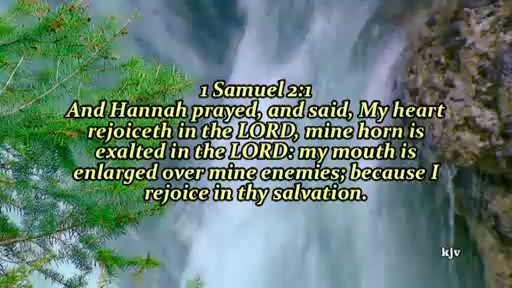 1 Samuel 2:1
And Hannah prayed, and said, My heart
rejoiceth in the LORD, mine horn is
exalted in the LORD: my mouth is
enlarged over mine enemies; because I
rejoice in thy salvation.
kjv